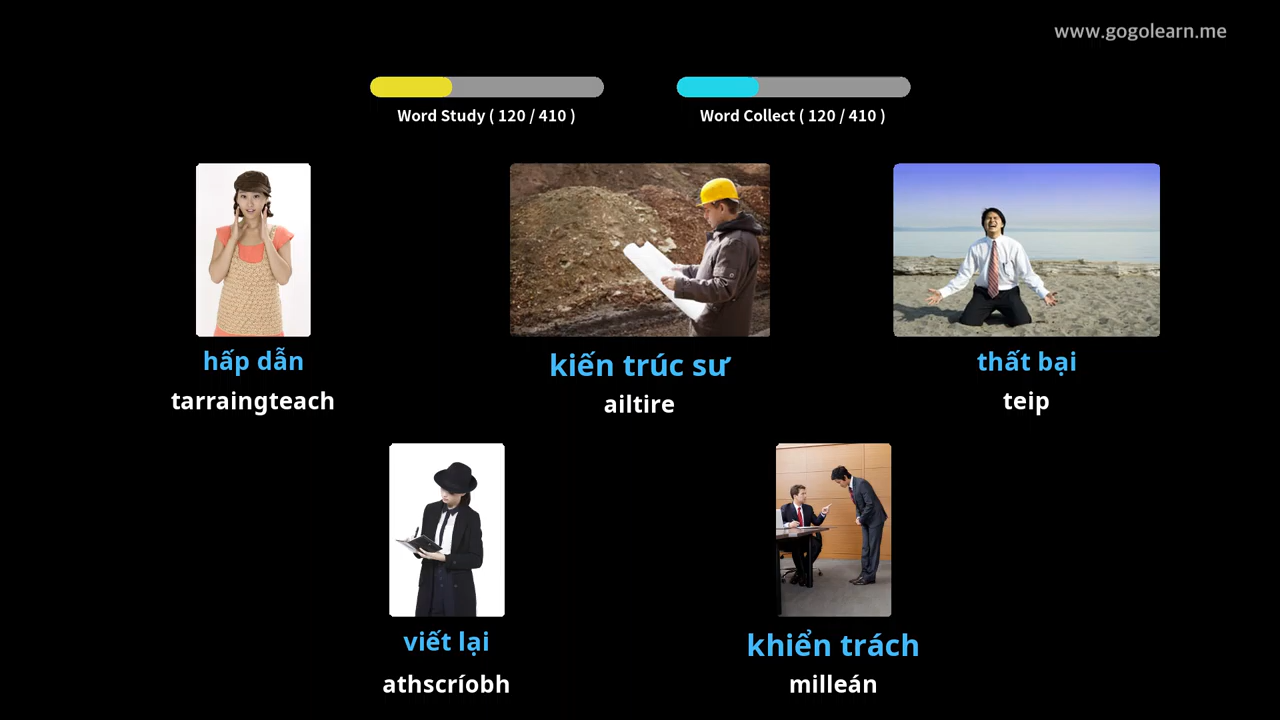 www.gogolearn.me
Word Study ( 120 / 410 )
Word Collect ( 120 / 410 )
hấp dẫn
tarraingteach
kiến trúc sư
ailtire
thất bại
teip
viết lại
athscríobh
khiển trách
milleán